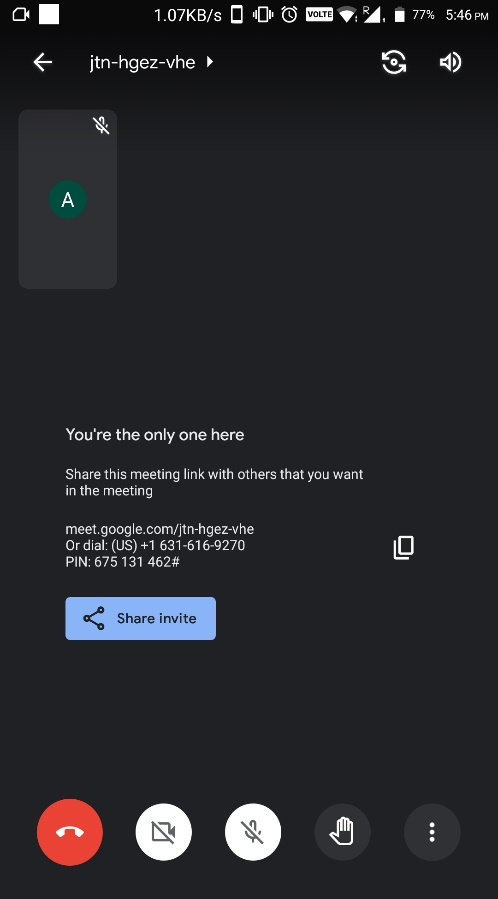 1.07KB/s VOLTE R 77% 5:46 PM
jtn-hgez-vhe
A
You're the only one here
Share this meeting link with others that you want
in the meeting
meet.google.com/jtn-hgez-vhe
Or dial: (US) +1 631-616-9270
PIN: 675 131 462#
Share invite